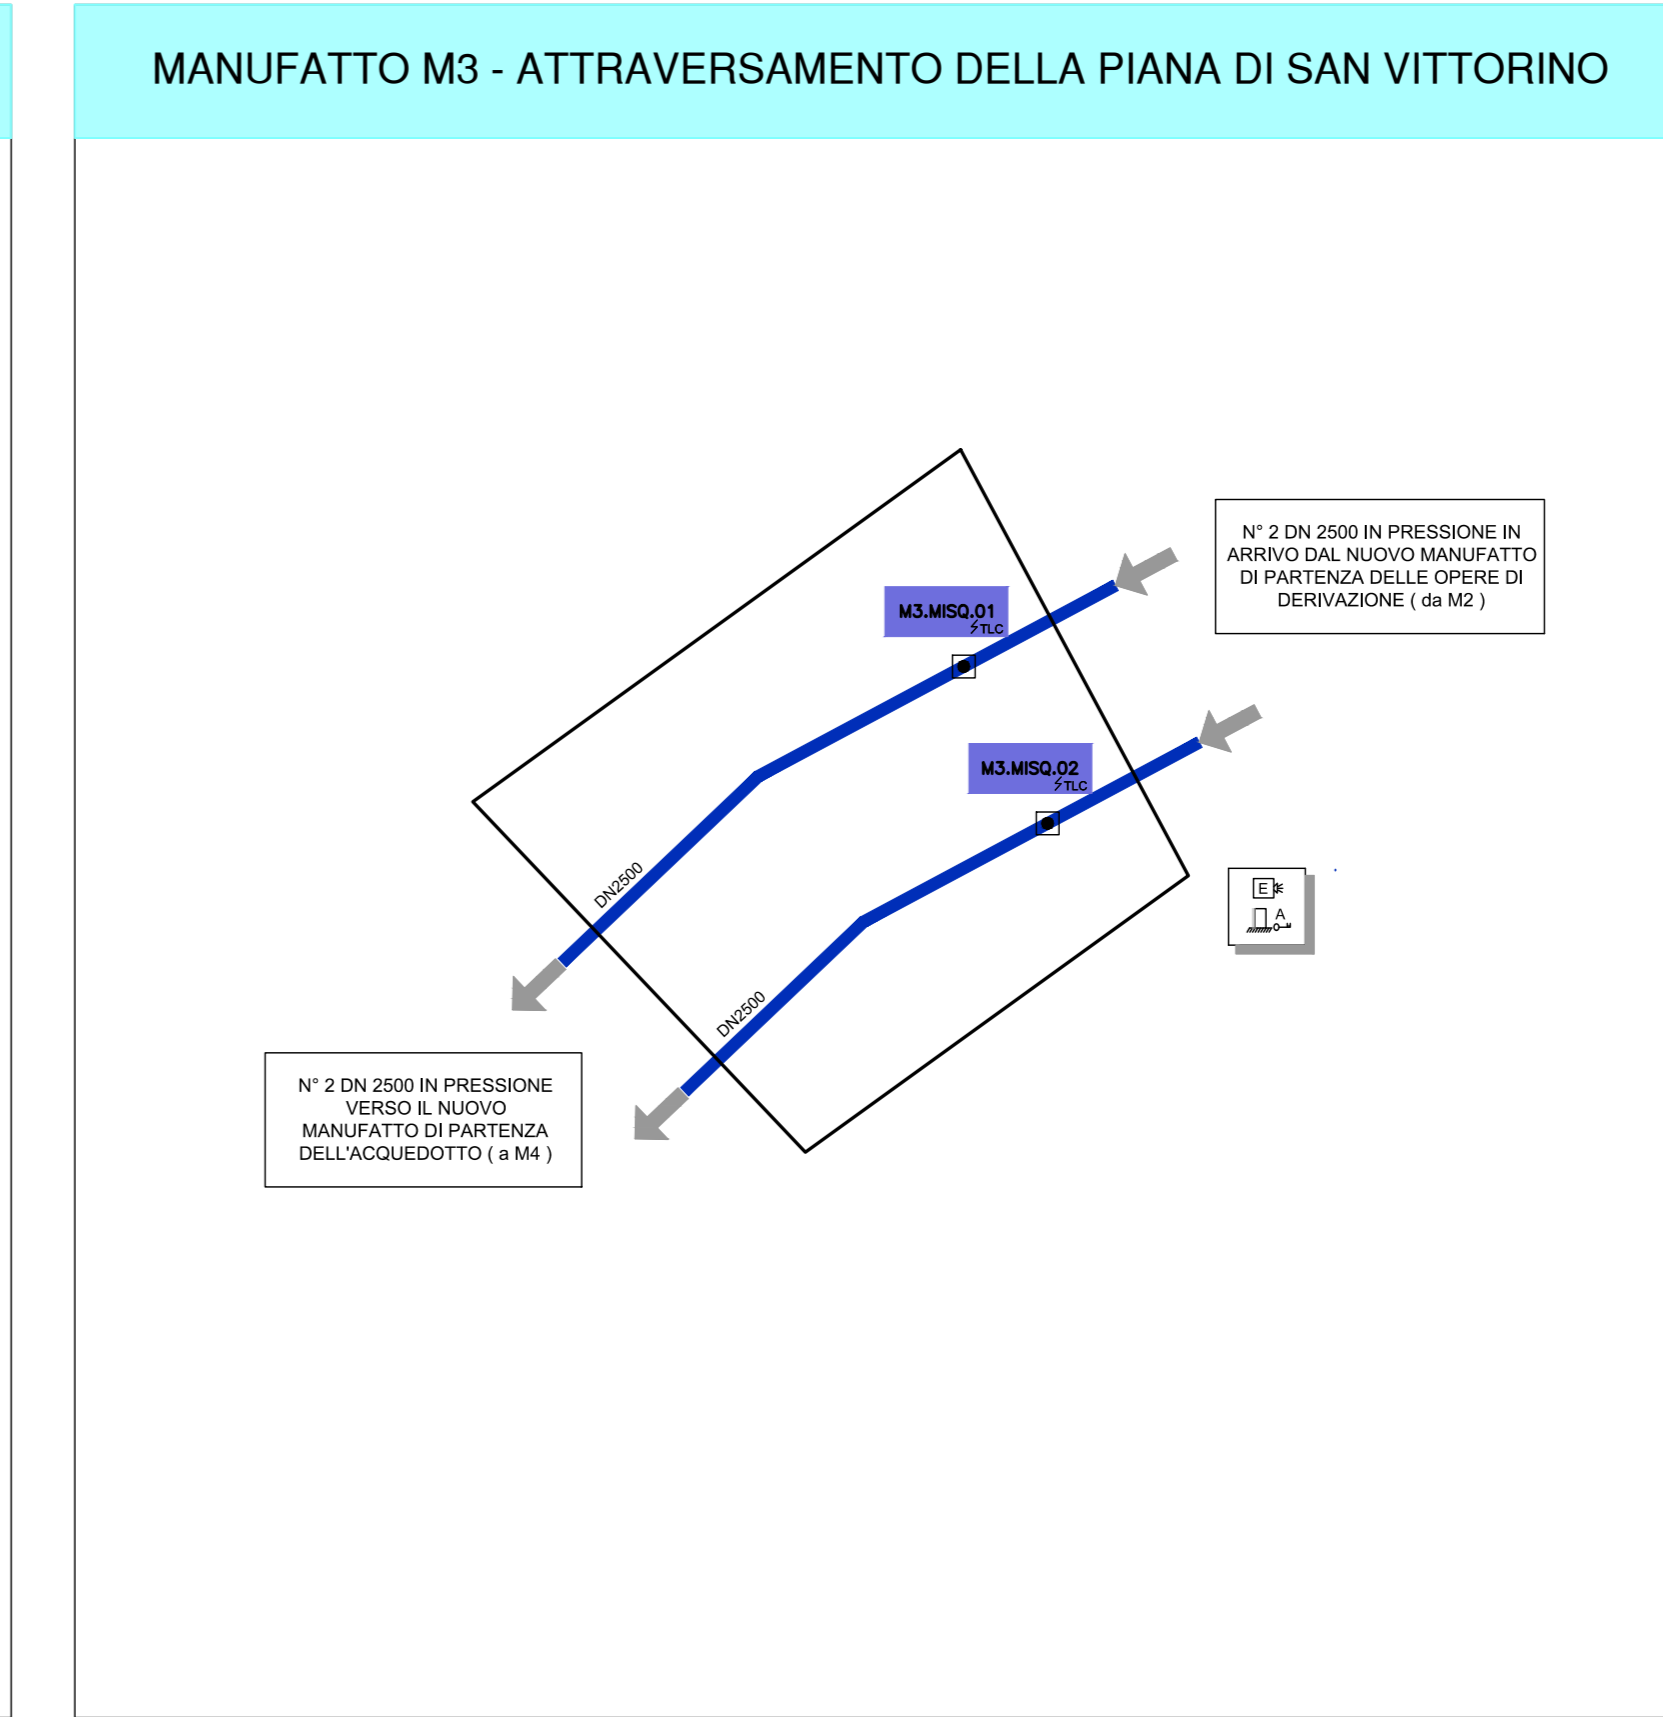 MANUFATTO M3 - ATTRAVERSAMENTO DELLA PIANA DI SAN VITTORINO
N° 2 DN 2500 IN PRESSIONE IN
ARRIVO DAL NUOVO MANUFATTO
DI PARTENZA DELLE OPERE DI
DERIVAZIONE ( da M2 )
M3.MISQ.01
TLC
M3.MISQ.02
TLC
DN2500
E
A
DN2500
N° 2 DN 2500 IN PRESSIONE
VERSO IL NUOVO
MANUFATTO DI PARTENZA
DELL'ACQUEDOTTO ( a M4 )